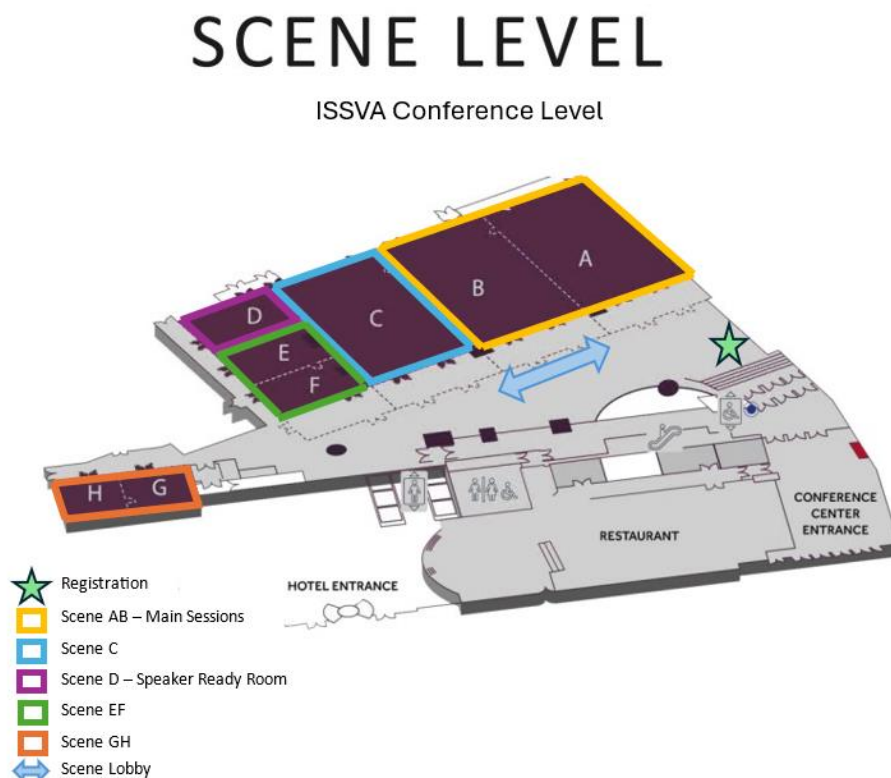 SCENE LEVEL
ISSVA Conference Level
A
B
C
D
E
F
H
G
RESTAURANT
CONFERENCE
CENTER
ENTRANCE
HOTEL ENTRANCE
Registration
Scene AB – Main Sessions
Scene C
Scene D – Speaker Ready Room
Scene EF
Scene GH
Scene Lobby